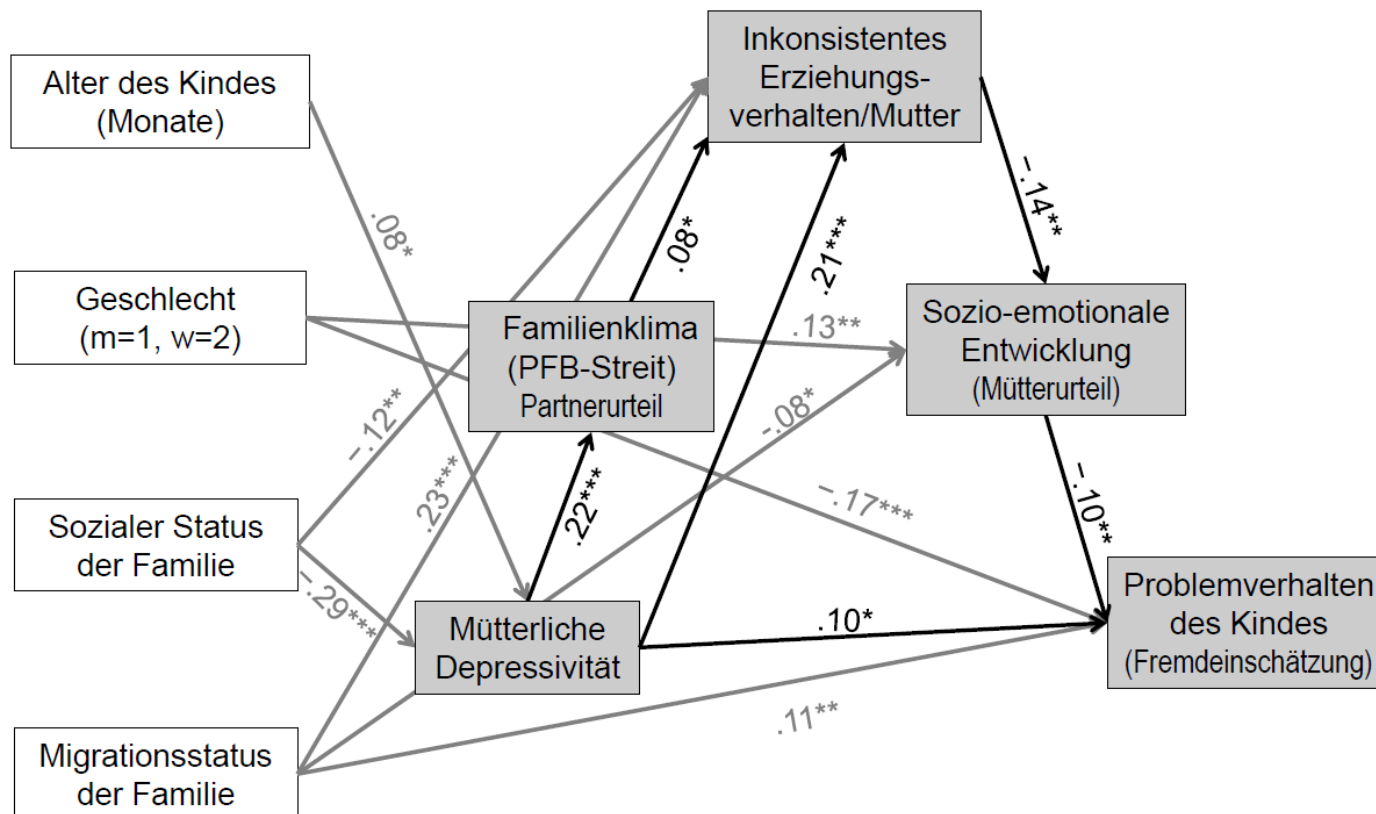 Inkonsistentes
Erziehungs-
verhalten/Mutter
Alter des Kindes
(Monate)
.08*
–.14**
.08*
.21***
Geschlecht
(m=1, w=2)
Familienklima
(PFB-Streit)
Partnerurteil
.13**
Sozio-emotionale
Entwicklung
(Mütterurteil)
–.12**
-.08*
.23***
.22***
–.17***
–.10**
Sozialer Status
der Familie
–.29***
Mütterliche
Depressivität
.10*
Problemverhalten
des Kindes
(Fremdeinschätzung)
.11**
Migrationsstatus
der Familie